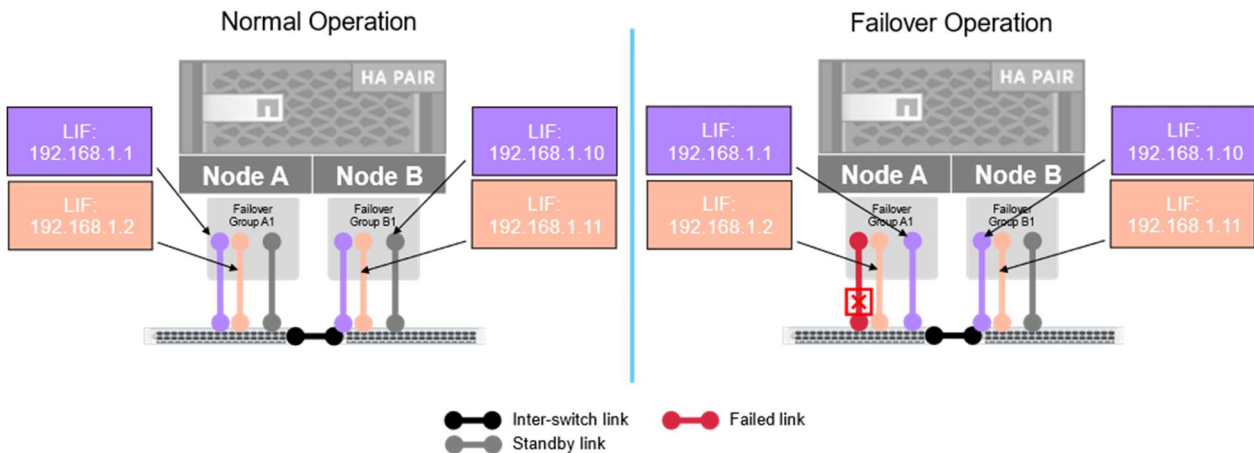 Normal Operation
HA PAIR
LIF:
192.168.1.1
LIF:
192.168.1.10
Node A
Node B
LIF:
192.168.1.2
LIF:
192.168.1.11
Failover
Group A1
Failover
Group B1
Failover Operation
HA PAIR
LIF:
192.168.1.1
LIF:
192.168.1.10
Node A
Node B
LIF:
192.168.1.2
LIF:
192.168.1.11
Failover
Group A1
Failover
Group B1
Inter-switch link
Failed link
Standby link